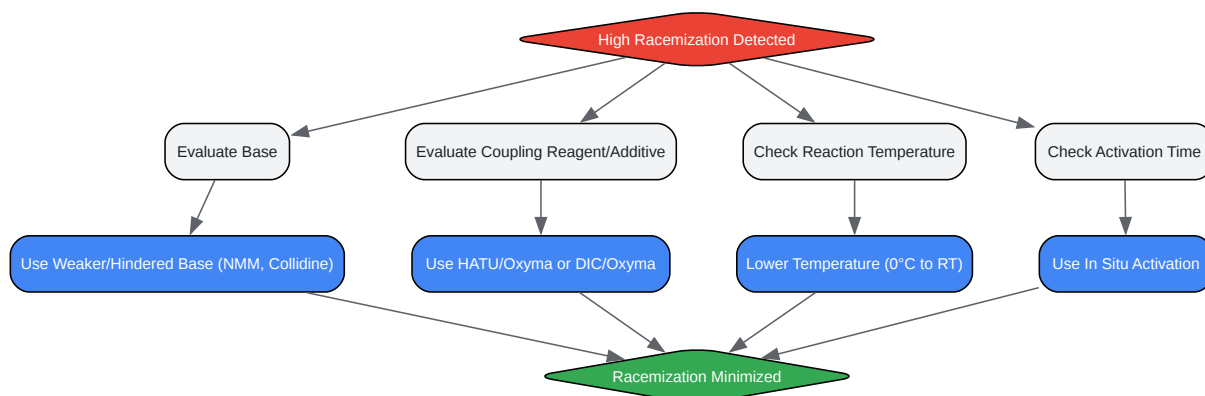 High Racemization Detected
Evaluate Base
Evaluate Coupling Reagent/Additive
Check Reaction Temperature
Check Activation Time
Use Weaker/Hindered Base (NMM, Collidine)
Use HATU/Oxyma or DIC/Oxyma
Lower Temperature (0°C to RT)
Use In Situ Activation
Racemization Minimized